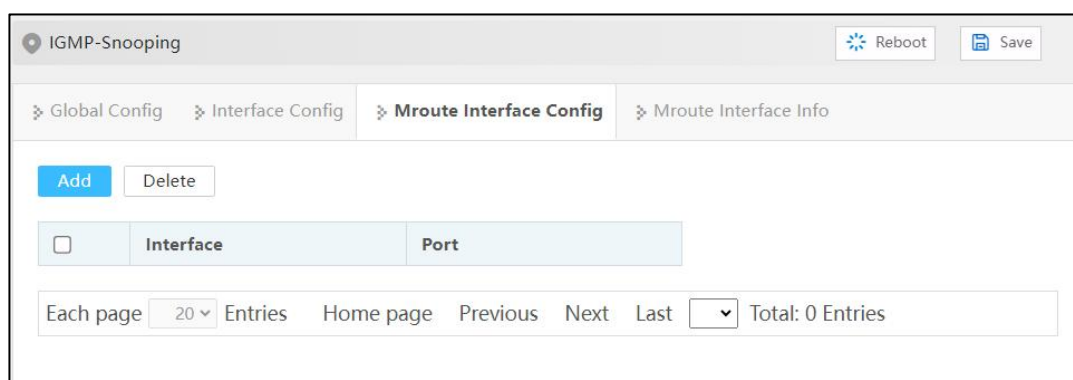 IGMP-Snooping Reboot Save
Global Config Interface Config Mroute Interface Config Mroute Interface Info
Add Delete
Interface Port
Each page 20 Entries Home page Previous Next Last Total: 0 Entries